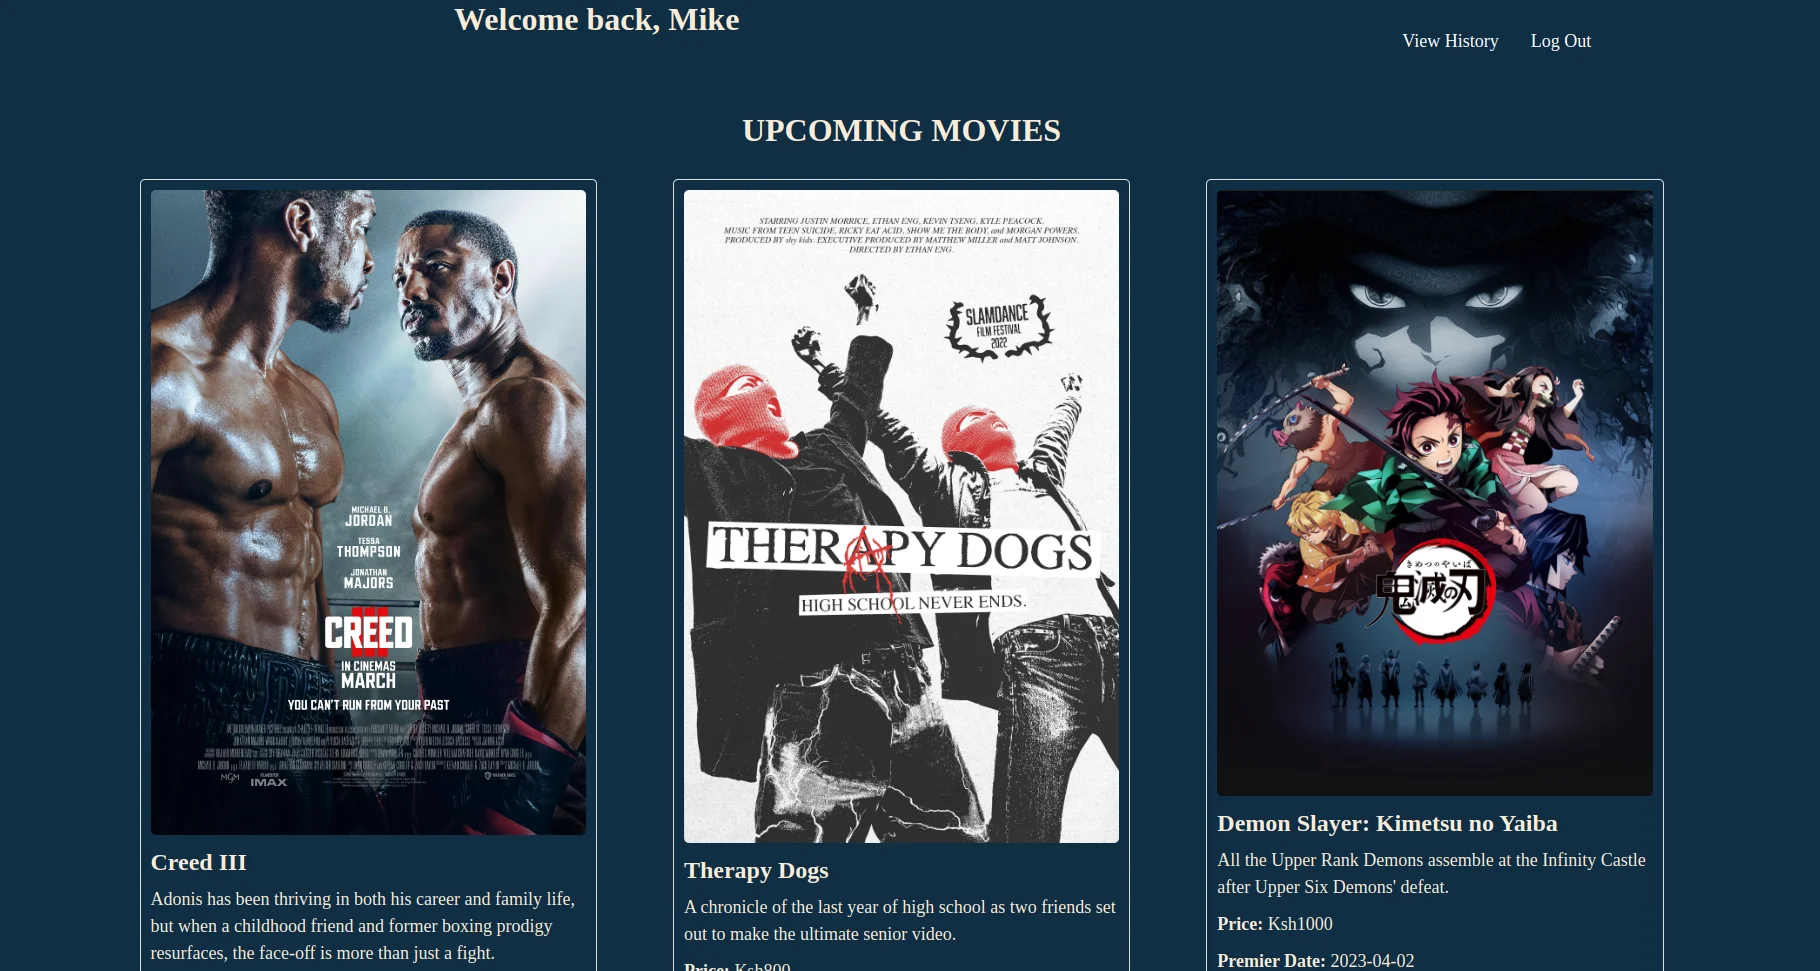 Welcome back, Mike
View History
Log Out
UPCOMING MOVIES
MICHAEL B.
JORDAN
TESSA
THOMPSON
JONATHAN
MAJORS
CREED
III
IN CINEMAS
MARCH
YOU CAN'T RUN FROM YOUR PAST
MGM
IMAX
Creed III
Adonis has been thriving in both his career and family life,
but when a childhood friend and former boxing prodigy
resurfaces, the face-off is more than just a fight.
STARRING JUSTIN MORRICE, ETHAN ENG, KEVIN TSENG, KYLE PEACOCK.
MUSIC FROM TEEN SUICIDE, RICKY EAT ACID, SHOW ME THE BODY, and MORGAN POWERS.
PRODUCED BY shy kids. EXECUTIVE PRODUCED BY MATTHEW MILLER and MATT JOHNSON.
DIRECTED BY ETHAN ENG.
SLAMDANCE
FILM FESTIVAL
2022
THERAPY DOGS
HIGH SCHOOL NEVER ENDS.
Therapy Dogs
A chronicle of the last year of high school as two friends set
out to make the ultimate senior video.
Price: Ksh800
きめつのやいば
鬼滅の刃
Demon Slayer: Kimetsu no Yaiba
All the Upper Rank Demons assemble at the Infinity Castle
after Upper Six Demons' defeat.
Price: Ksh1000
Premier Date: 2023-04-02